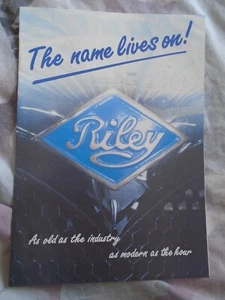 The name lives on!
Riley
As old as the industry
as modern as the hour